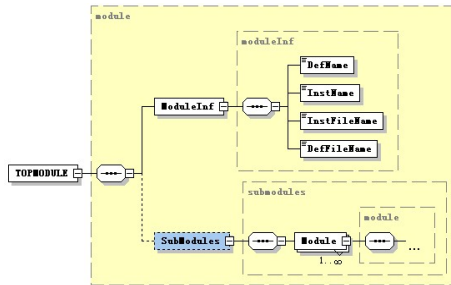 module
moduleInf
DefName
InstName
ModuleInf
InstFileName
DefFileName
TOPMODULE
submodules
module
SubModules
Module
...
1..∞